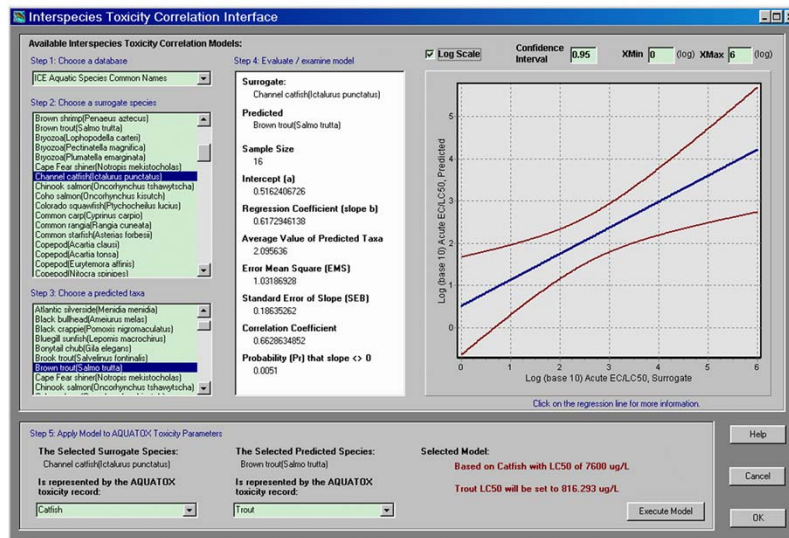 Interspecies Toxicity Correlation Interface
Available Interspecies Toxicity Correlation Models:
Step 1: Choose a database
ICE Aquatic Species Common Names
Step 2: Choose a surrogate species
Brown shrimp(Penaeus aztecus)
Brown trout(Salmo trutta)
Bryozoa(Lophopodella carteri)
Bryozoa(Pectinatella magnifica)
Bryozoa(Plumatella emarginata)
Cape Fear shiner(Notropis mekistocholas)
Channel catfish(Ictalurus punctatus)
Chinook salmon(Oncorhynchus tshawytscha)
Coho salmon(Oncorhynchus kisutch)
Colorado squawfish(Ptychocheilus lucius)
Common carp(Cyprinus carpio)
Common rangia(Rangia cuneata)
Common starfish(Asterias forbesii)
Copepod(Acartia clausi)
Copepod(Acartia tonsa)
Copepod(Eurytemora affinis)
Copepod(Nitocra spinipes)
Step 3: Choose a predicted taxa
Atlantic silverside(Menidia menidia)
Black bullhead(Ameiurus melas)
Black crappie(Pomoxis nigromaculatus)
Bluegill sunfish(Lepomis macrochirus)
Bonytail chub(Gila elegans)
Brook trout(Salvelinus fontinalis)
Brown trout(Salmo trutta)
Cape Fear shiner(Notropis mekistocholas)
Chinook salmon(Oncorhynchus tshawytscha)
Step 4: Evaluate / examine model
Surrogate:
Channel catfish(Ictalurus punctatus)
Predicted
Brown trout(Salmo trutta)
Sample Size
16
Intercept (a)
0.5162406726
Regression Coefficient (slope b)
0.6172946138
Average Value of Predicted Taxa
2.095636
Error Mean Square (EMS)
1.03186928
Standard Error of Slope (SEB)
0.18635262
Correlation Coefficient
0.6628634852
Probability (Pr) that slope <> 0
0.0051
Log Scale
Confidence Interval 0.95
XMin 0 (log) XMax 6 (log)
Log (base 10) Acute EC/LC50, Predicted
5
4
3
2
1
0
0 1 2 3 4 5 6
Log (base 10) Acute EC/LC50, Surrogate
Click on the regression line for more information.
Step 5: Apply Model to AQUATOX Toxicity Parameters
The Selected Surrogate Species:
Channel catfish(Ictalurus punctatus)
Is represented by the AQUATOX
toxicity record:
Catfish
The Selected Predicted Species:
Brown trout(Salmo trutta)
Is represented by the AQUATOX
toxicity record:
Trout
Selected Model:
Based on Catfish with LC50 of 7600 ug/L
Trout LC50 will be set to 816.293 ug/L
Execute Model
Help
Cancel
OK